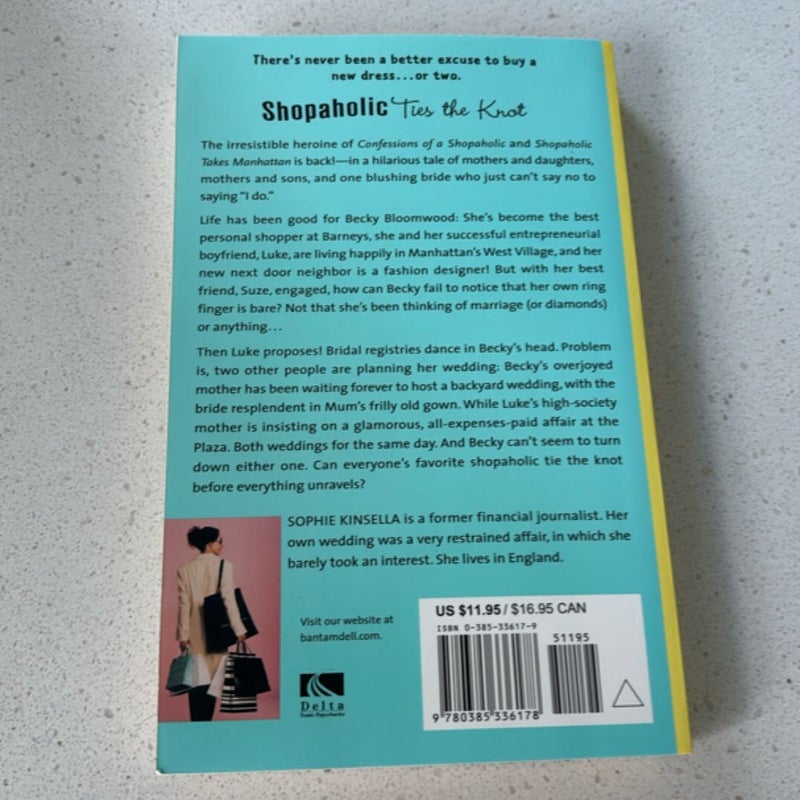 There's never been a better excuse to buy a
new dress...or two.
Shopaholic Ties the Knot
The irresistible heroine of Confessions of a Shopaholic and Shopaholic
Takes Manhattan is back!—in a hilarious tale of mothers and daughters,
mothers and sons, and one blushing bride who just can't say no to
saying "I do."
Life has been good for Becky Bloomwood: She's become the best
personal shopper at Barneys, she and her successful entrepreneurial
boyfriend, Luke, are living happily in Manhattan's West Village, and her
new next door neighbor is a fashion designer! But with her best
friend, Suze, engaged, how can Becky fail to notice that her own ring
finger is bare? Not that she's been thinking of marriage (or diamonds)
or anything...
Then Luke proposes! Bridal registries dance in Becky's head. Problem
is, two other people are planning her wedding: Becky's overjoyed
mother has been waiting forever to host a backyard wedding, with the
bride resplendent in Mum's frilly old gown. While Luke's high-society
mother is insisting on a glamorous, all-expenses-paid affair at the
Plaza. Both weddings for the same day. And Becky can't seem to turn
down either one. Can everyone's favorite shopaholic tie the knot
before everything unravels?
SOPHIE KINSELLA is a former financial journalist. Her
own wedding was a very restrained affair, in which she
barely took an interest. She lives in England.
Visit our website at
bantamdell.com.
Delta
Trade Paperbacks
US $11.95 / $16.95 CAN
ISBN 0-385-33617-9
51195
9 780385 336178